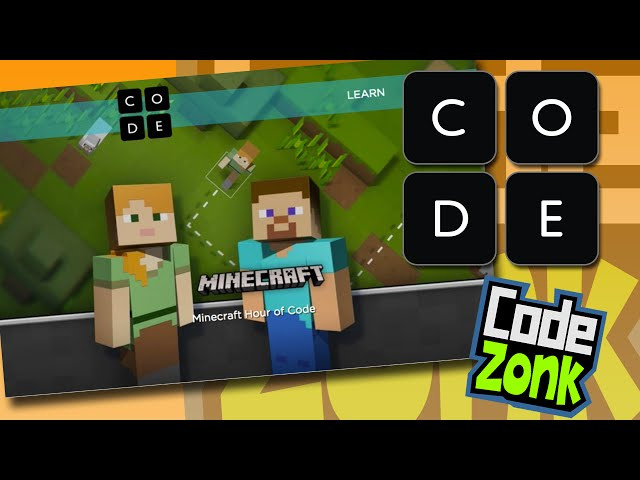 C O
D E
LEARN
MINECRAFT
Minecraft Hour of Code
C O
D E
Code
Zonk